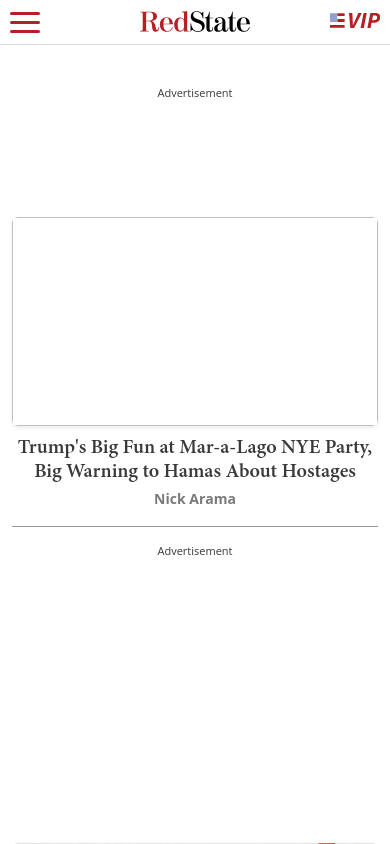 RedState
VIP
Advertisement
Trump's Big Fun at Mar-a-Lago NYE Party,
Big Warning to Hamas About Hostages
Nick Arama
Advertisement